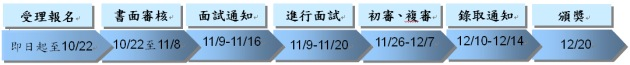 受理報名
書面審核
面試通知
進行面試
初審、複審
錄取通知
頒獎
即日起至10/22
10/22至11/8
11/9-11/16
11/9-11/20
11/26-12/7
12/10-12/14
12/20